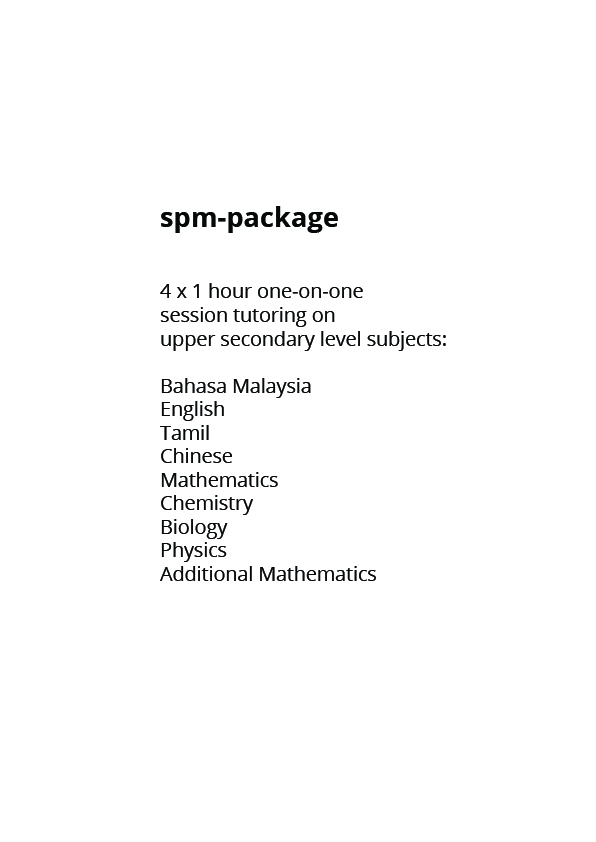 spm-package
4 x 1 hour one-on-one
session tutoring on
upper secondary level subjects:
Bahasa Malaysia
English
Tamil
Chinese
Mathematics
Chemistry
Biology
Physics
Additional Mathematics